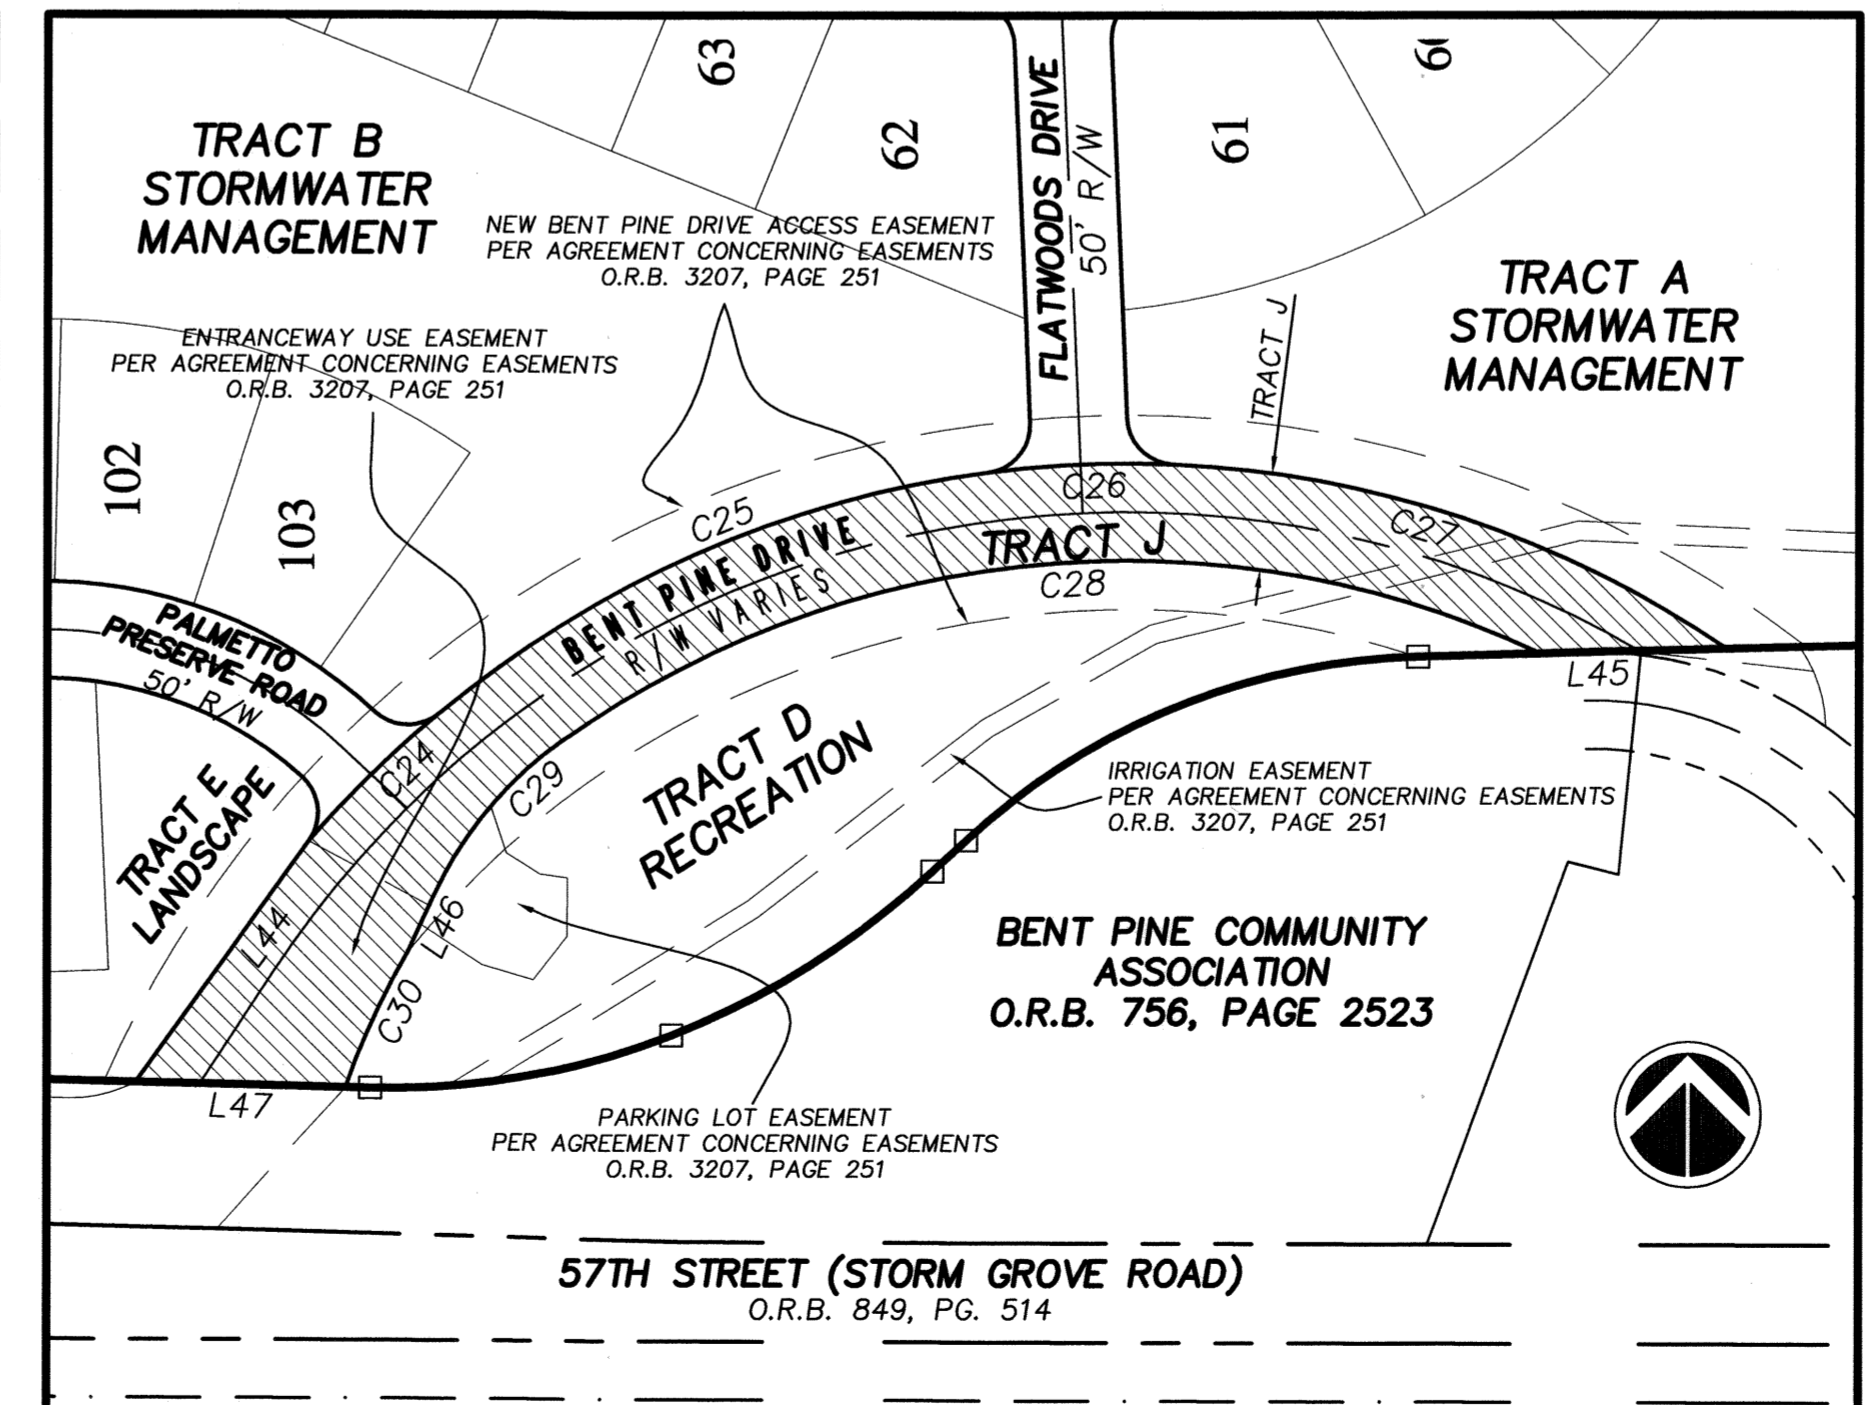 63
62
61
FLATWOODS DRIVE
50' R/W
TRACT B
STORMWATER
MANAGEMENT
NEW BENT PINE DRIVE ACCESS EASEMENT
PER AGREEMENT CONCERNING EASEMENTS
O.R.B. 3207, PAGE 251
TRACT A
STORMWATER
MANAGEMENT
ENTRANCEWAY USE EASEMENT
PER AGREEMENT CONCERNING EASEMENTS
O.R.B. 3207, PAGE 251
TRACT J
102
103
C25
C26
C27
BENT PINE DRIVE
R/W VARIES
TRACT J
C28
PALMETTO
PRESERVE ROAD
50' R/W
L45
C24
C29
TRACT D
RECREATION
IRRIGATION EASEMENT
PER AGREEMENT CONCERNING EASEMENTS
O.R.B. 3207, PAGE 251
TRACT E
LANDSCAPE
L44
L46
C30
BENT PINE COMMUNITY
ASSOCIATION
O.R.B. 756, PAGE 2523
L47
PARKING LOT EASEMENT
PER AGREEMENT CONCERNING EASEMENTS
O.R.B. 3207, PAGE 251
57TH STREET (STORM GROVE ROAD)
O.R.B. 849, PG. 514